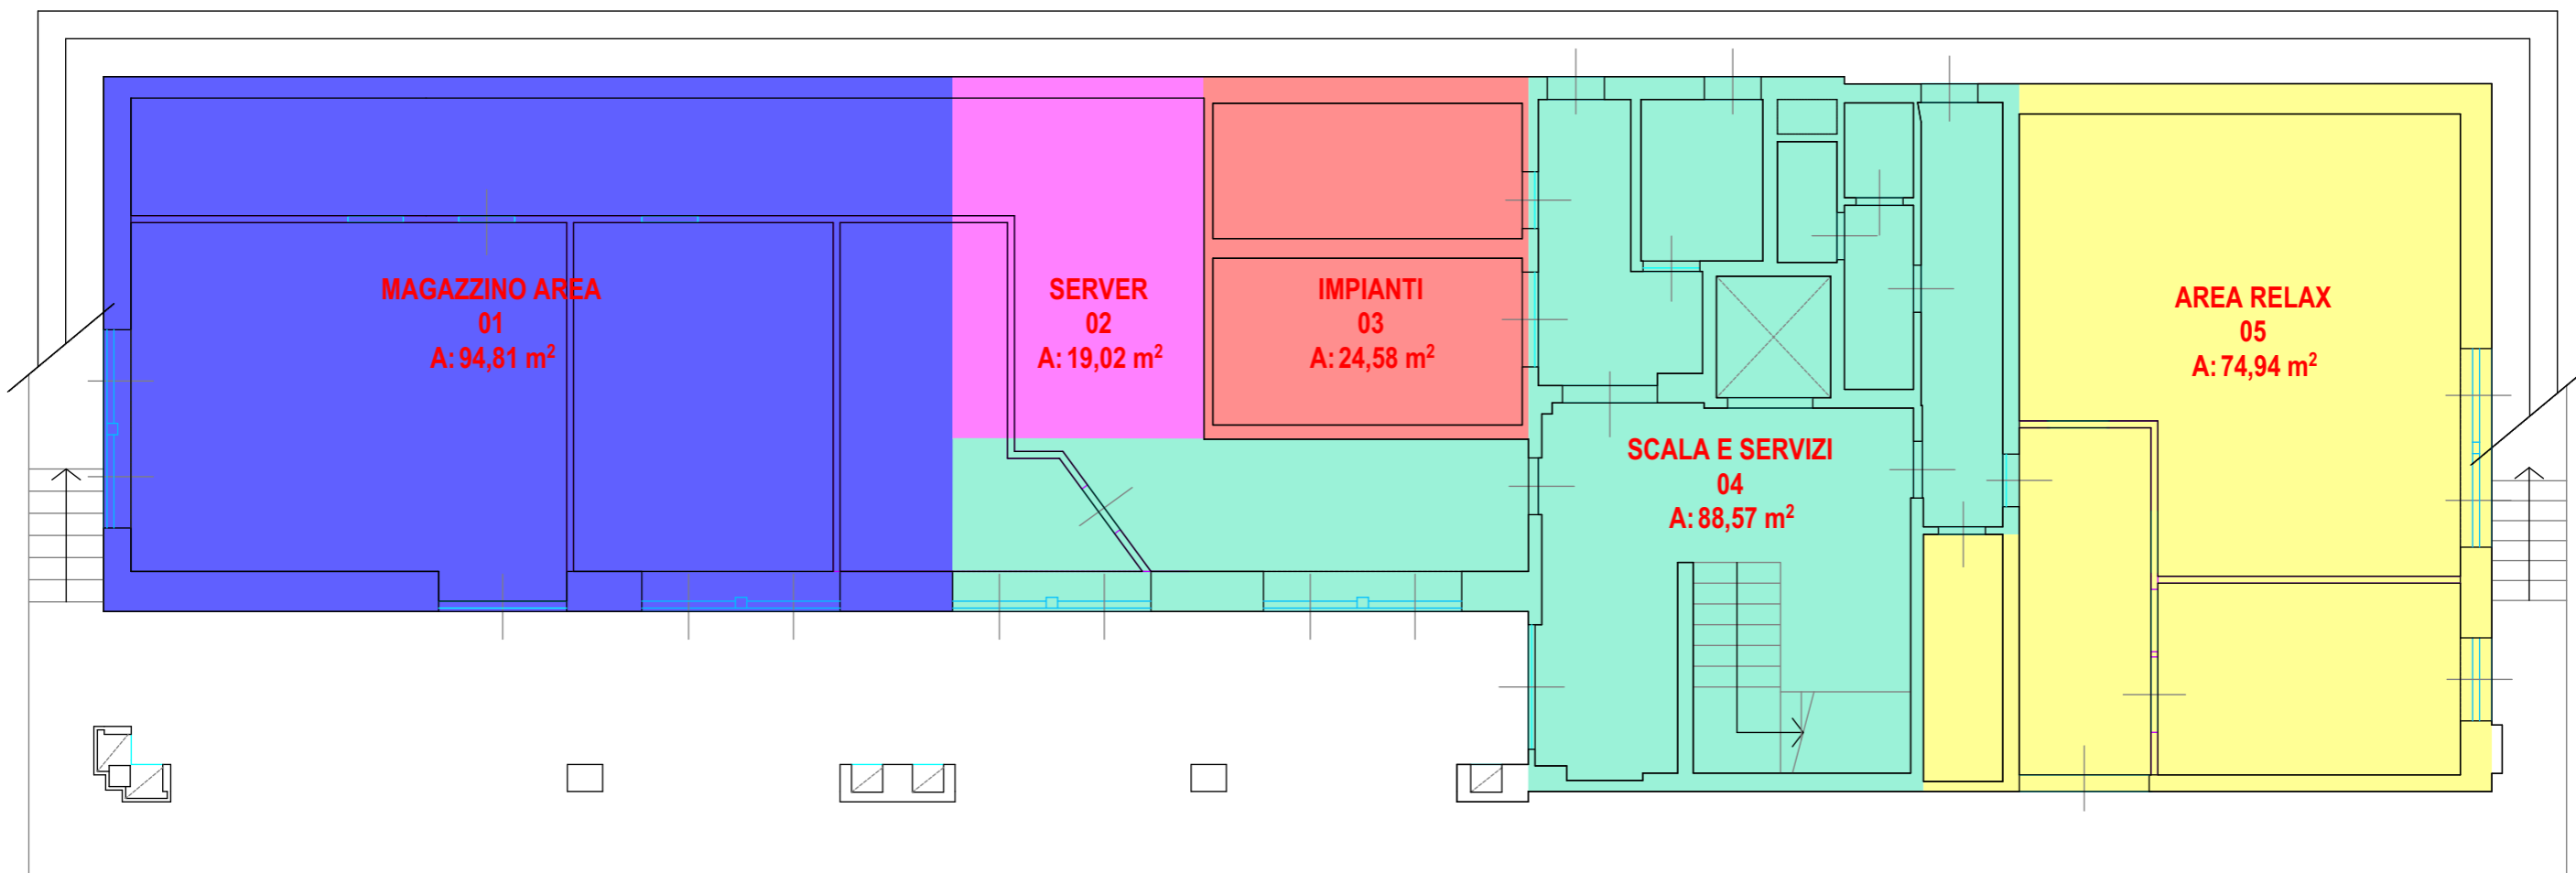 MAGAZZINO AREA
01
A: 94,81 m²
SERVER
02
A: 19,02 m²
IMPIANTI
03
A: 24,58 m²
SCALA E SERVIZI
04
A: 88,57 m²
AREA RELAX
05
A: 74,94 m²